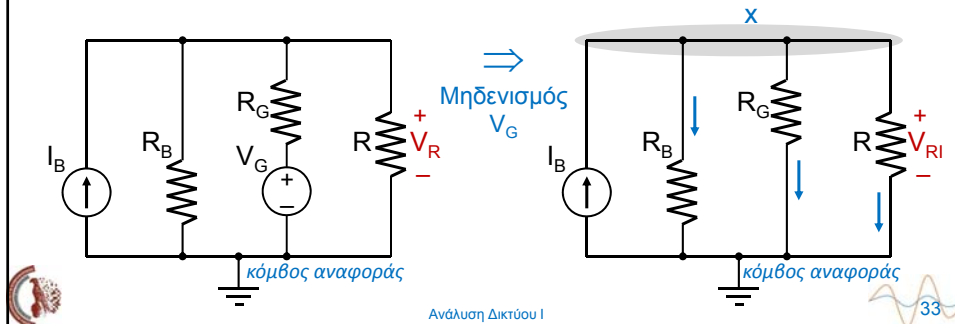 x
⇒
Μηδενισμός
V_G
I_B
R_B
R_G
V_G
+
–
R
+
V_R
–
κόμβος αναφοράς
I_B
R_B
R_G
R
+
V_RI
–
κόμβος αναφοράς
Ανάλυση Δικτύου Ι
33